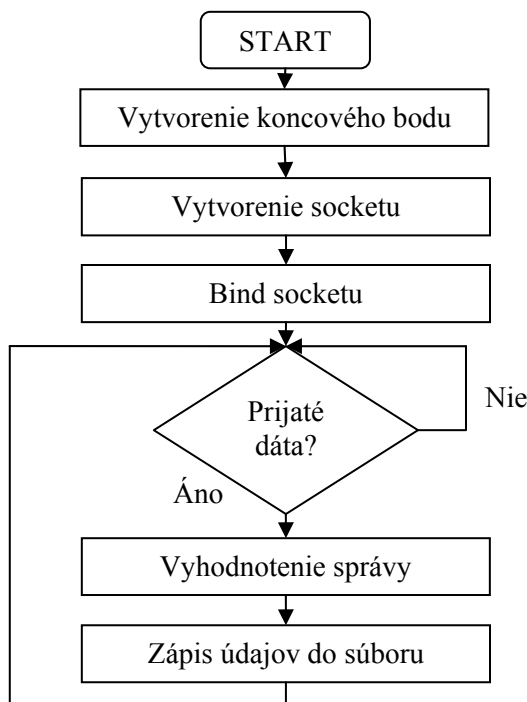 START
Vytvorenie koncového bodu
Vytvorenie socketu
Bind socketu
Prijaté
dáta?
Nie
Áno
Vyhodnotenie správy
Zápis údajov do súboru